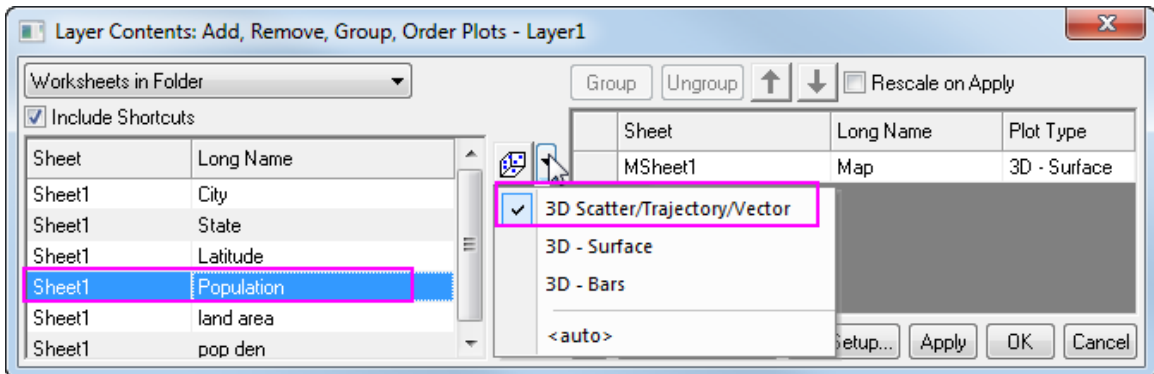 Layer Contents: Add, Remove, Group, Order Plots - Layer1
Worksheets in Folder
Group Ungroup Rescale on Apply
Include Shortcuts
Sheet Long Name Plot Type
Sheet Long Name
MSheet1 Map 3D - Surface
Sheet1 City
3D Scatter/Trajectory/Vector
Sheet1 State
3D - Surface
Sheet1 Latitude
Sheet1 Population
3D - Bars
Sheet1 land area
<auto>
Apply OK Cancel
Sheet1 pop den